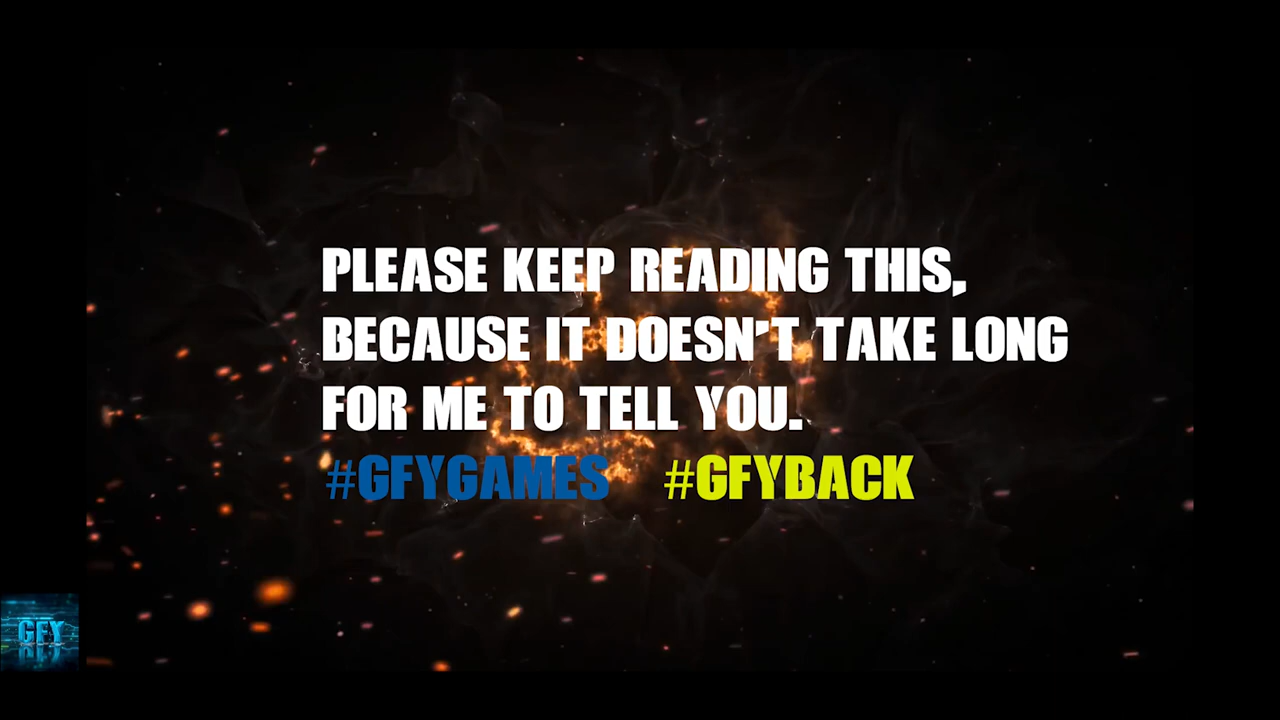 PLEASE KEEP READING THIS,
BECAUSE IT DOESN'T TAKE LONG
FOR ME TO TELL YOU.
#GFYGAMES #GFYBACK
GFY